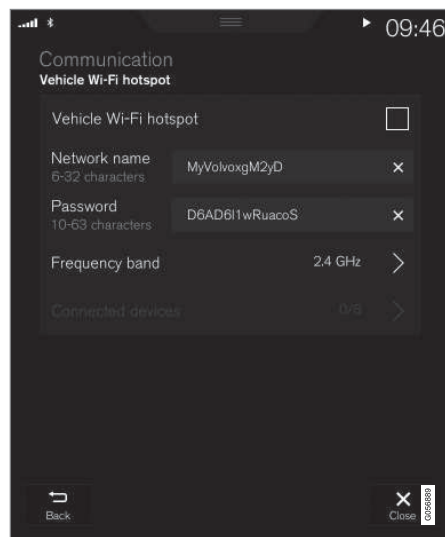 09:46
Communication
Vehicle Wi-Fi hotspot
Vehicle Wi-Fi hotspot
Network name
6-32 characters
MyVolvoxgM2yD
Password
10-63 characters
D6AD6I1wRuacoS
Frequency band
2.4 GHz
Connected devices
0/8
Back
Close
G056889